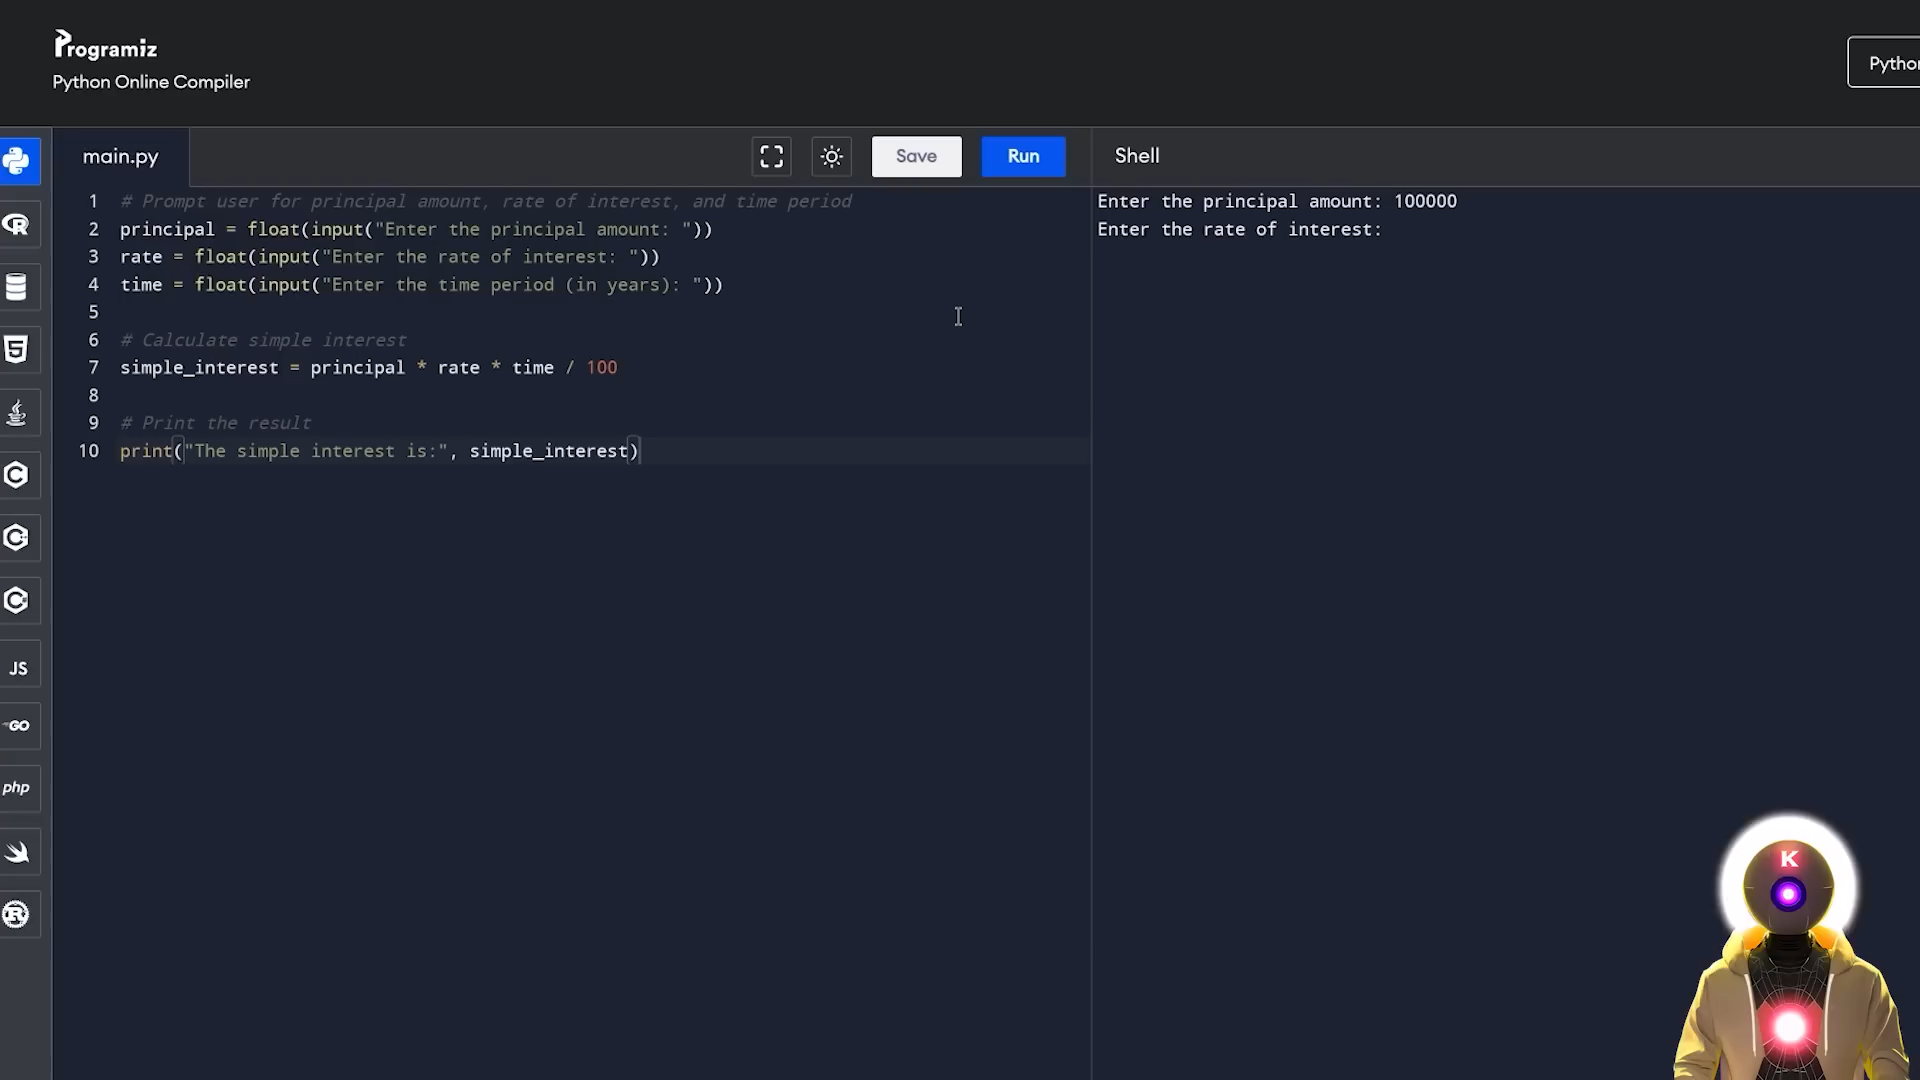 Programiz
Python Online Compiler
main.py
Save
Run
Shell
1 # Prompt user for principal amount, rate of interest, and time period
2 principal = float(input("Enter the principal amount: "))
3 rate = float(input("Enter the rate of interest: "))
4 time = float(input("Enter the time period (in years): "))
5
6 # Calculate simple interest
7 simple_interest = principal * rate * time / 100
8
9 # Print the result
10 print("The simple interest is:", simple_interest)
Enter the principal amount: 100000
Enter the rate of interest:
R
5
C
C
C
JS
GO
php
R
K